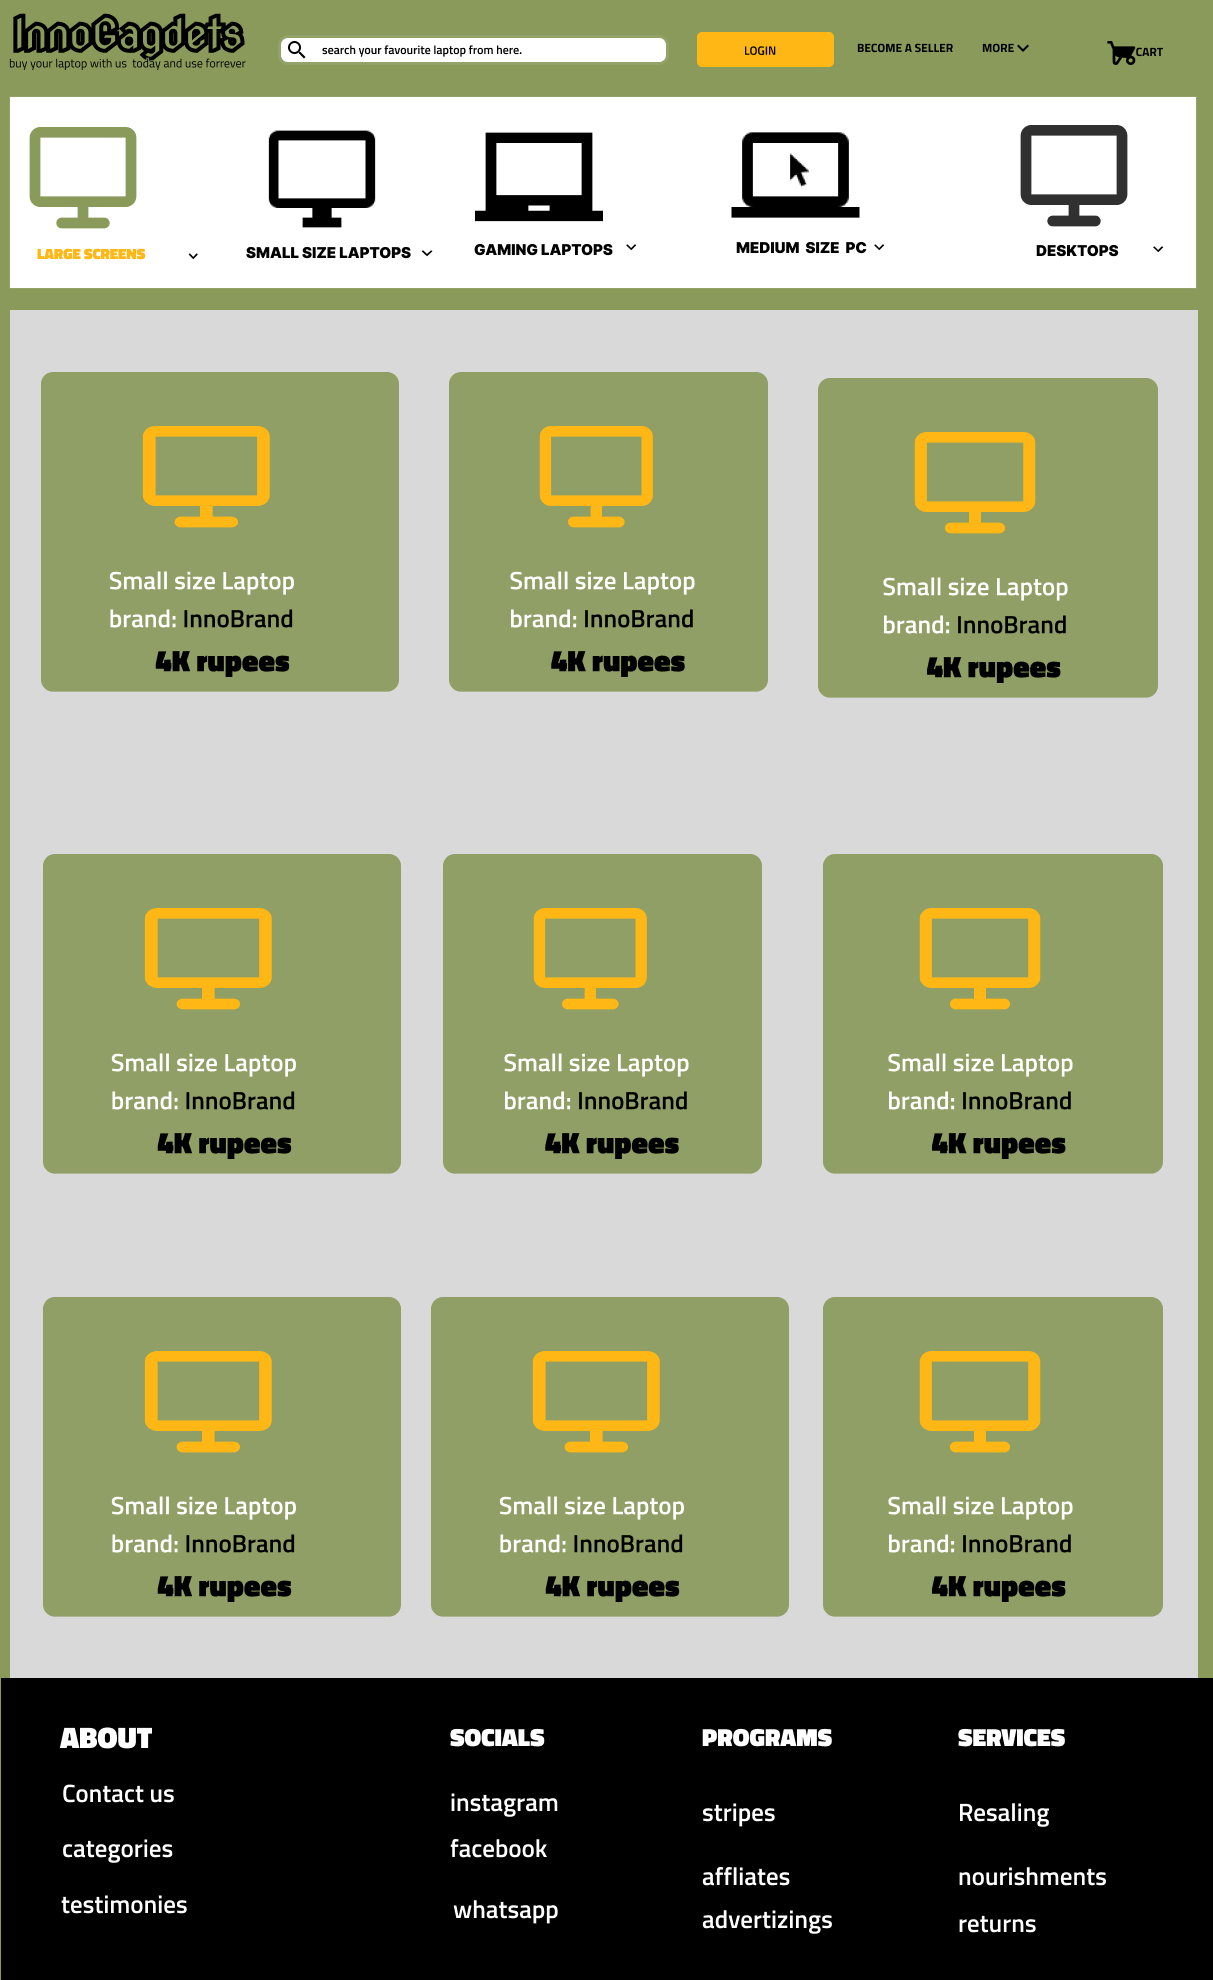 InnoGagdets
buy your laptop with us today and use forrever
search your favourite laptop from here.
LOGIN
BECOME A SELLER
MORE
CART
LARGE SCREENS
SMALL SIZE LAPTOPS
GAMING LAPTOPS
MEDIUM SIZE PC
DESKTOPS
Small size Laptop
brand: InnoBrand
4K rupees
Small size Laptop
brand: InnoBrand
4K rupees
Small size Laptop
brand: InnoBrand
4K rupees
Small size Laptop
brand: InnoBrand
4K rupees
Small size Laptop
brand: InnoBrand
4K rupees
Small size Laptop
brand: InnoBrand
4K rupees
Small size Laptop
brand: InnoBrand
4K rupees
Small size Laptop
brand: InnoBrand
4K rupees
Small size Laptop
brand: InnoBrand
4K rupees
ABOUT
Contact us
categories
testimonies
SOCIALS
instagram
facebook
whatsapp
PROGRAMS
stripes
affliates
advertizings
SERVICES
Resaling
nourishments
returns